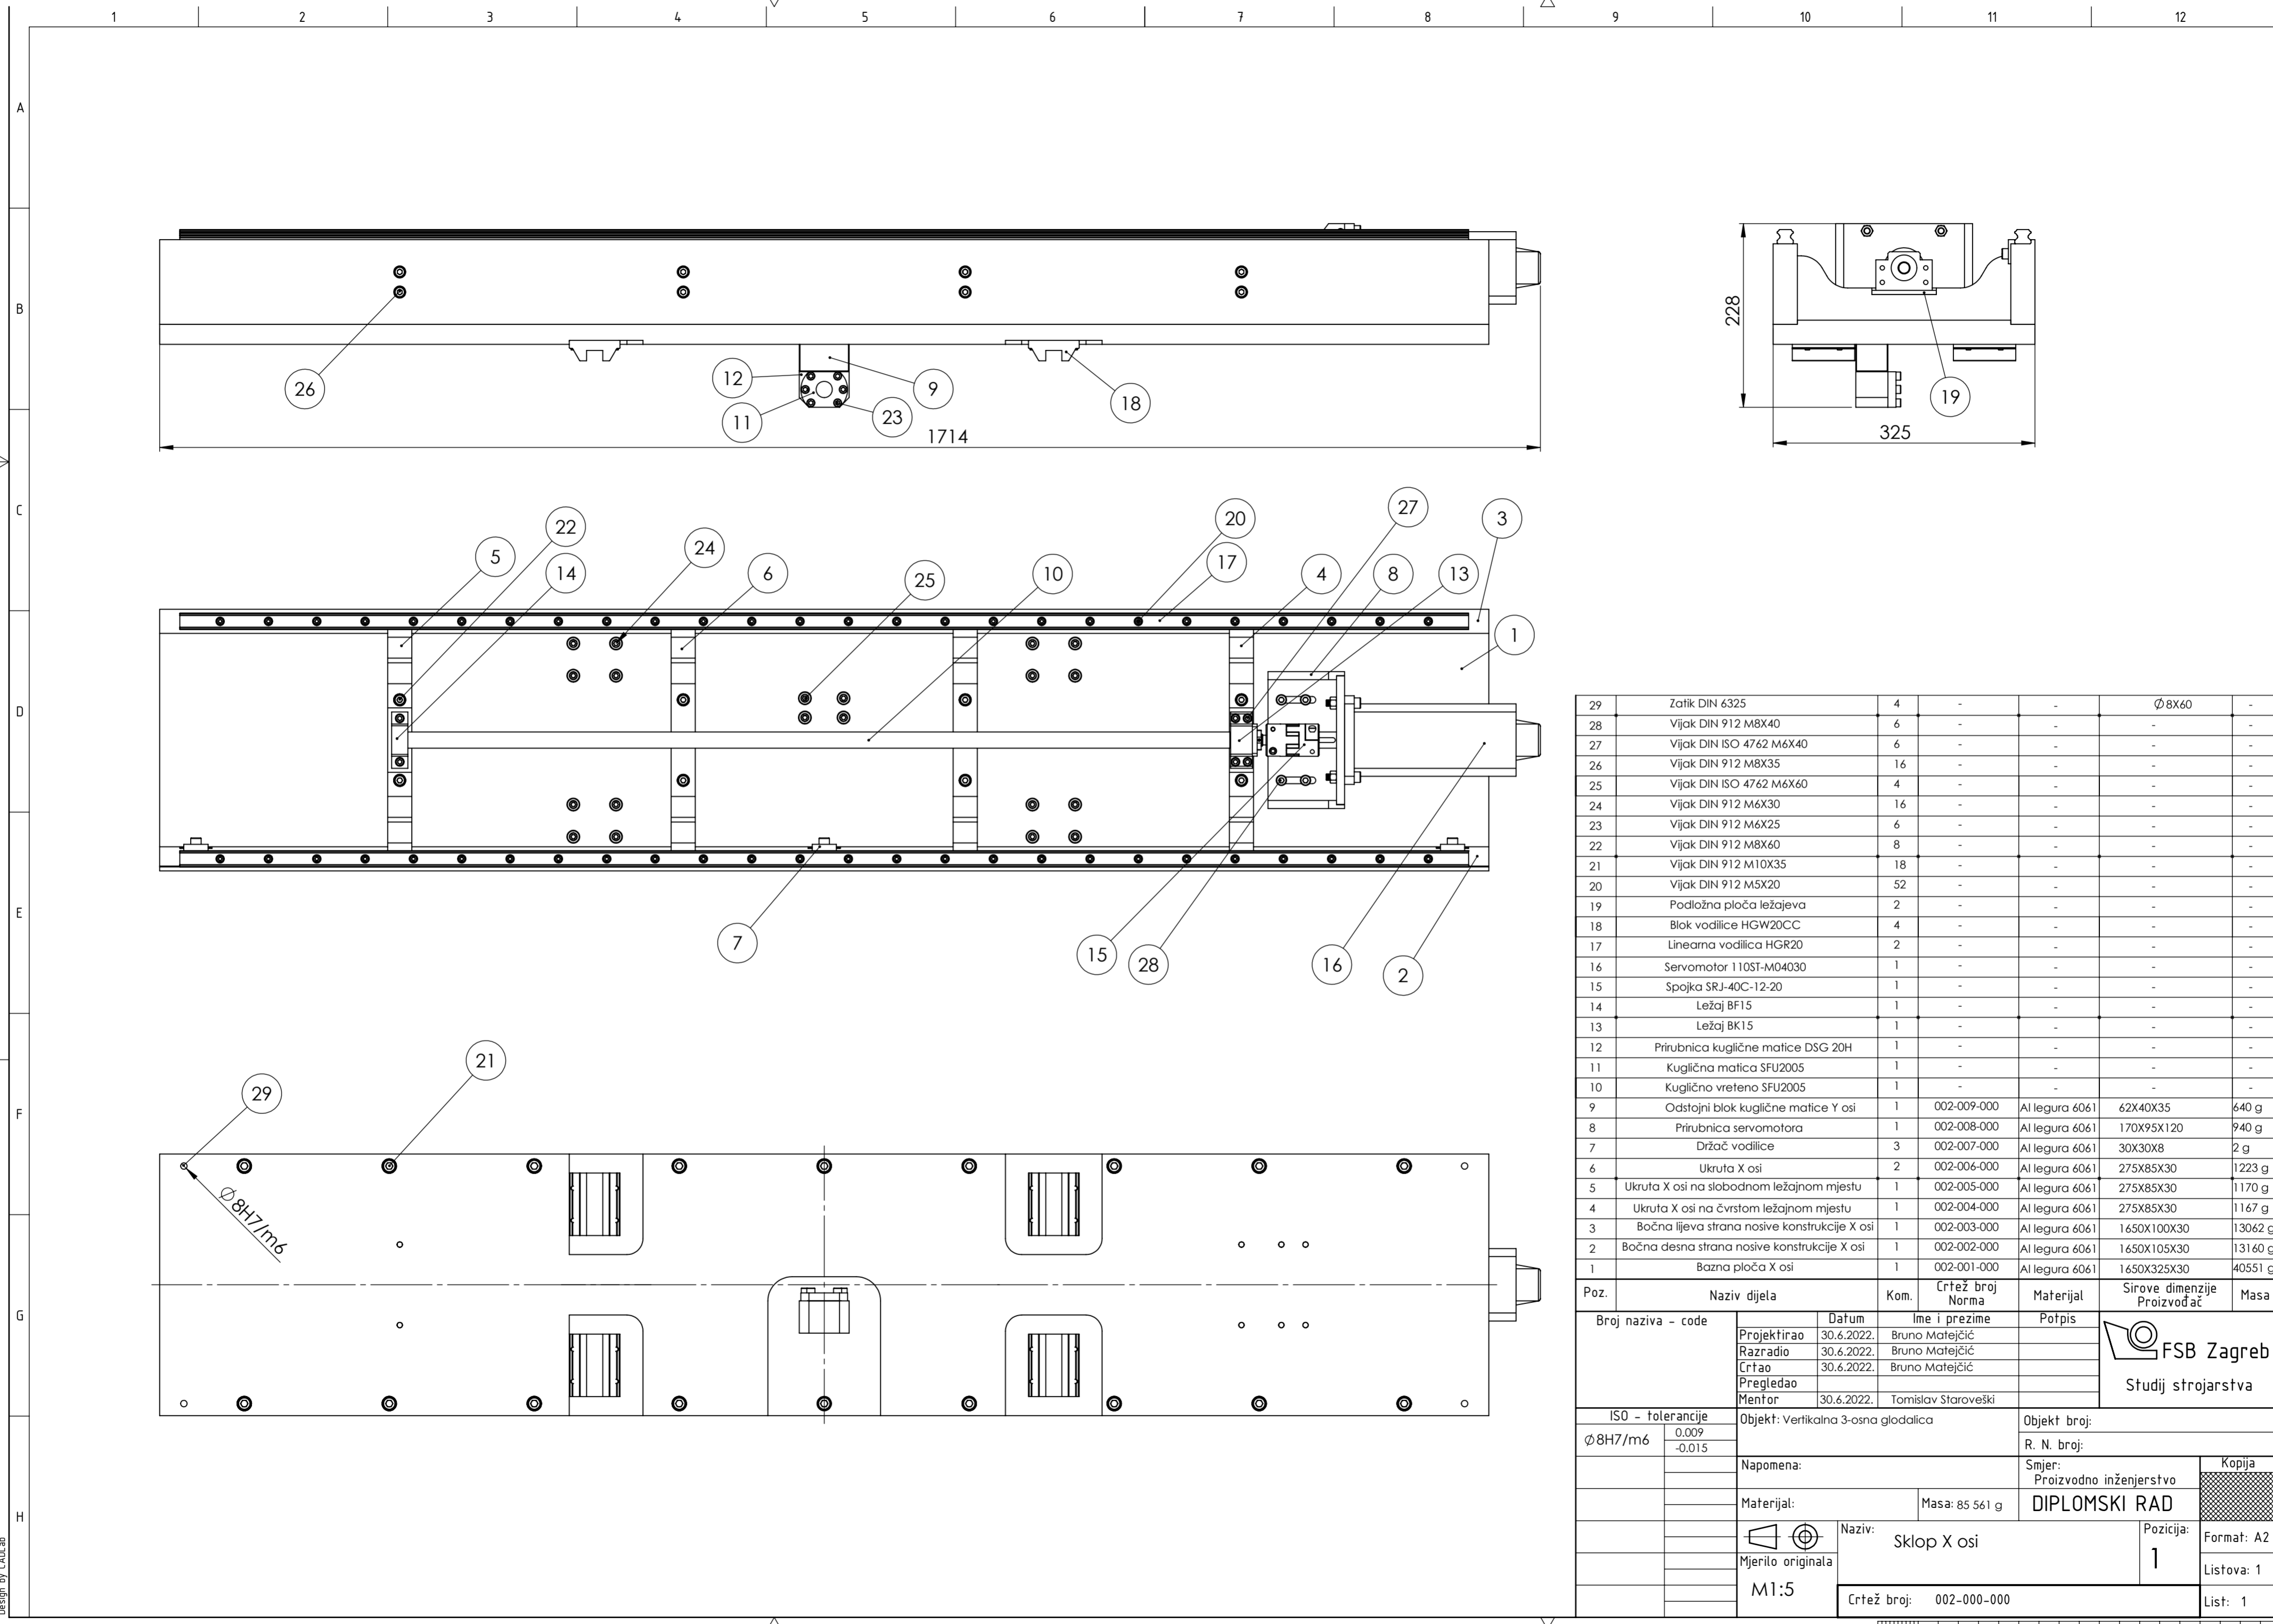 1 2 3 4 5 6 7 8 9 10 11 12
A
B
C
D
E
F
G
H
26
12
11
9
23
18
1714
228
325
19
22
5
14
24
6
25
10
20
17
27
4
8
13
3
1
7
15
28
16
2
29
21
Ø8H7/m6
29 Zatik DIN 6325 4 - - Ø8X60 -
28 Vijak DIN 912 M8X40 6 - - - -
27 Vijak DIN ISO 4762 M6X40 6 - - - -
26 Vijak DIN 912 M8X35 16 - - - -
25 Vijak DIN ISO 4762 M6X60 4 - - - -
24 Vijak DIN 912 M6X30 16 - - - -
23 Vijak DIN 912 M6X25 6 - - - -
22 Vijak DIN 912 M8X60 8 - - - -
21 Vijak DIN 912 M10X35 18 - - - -
20 Vijak DIN 912 M5X20 52 - - - -
19 Podložna ploča ležajeva 2 - - - -
18 Blok vodilice HGW20CC 4 - - - -
17 Linearna vodilica HGR20 2 - - - -
16 Servomotor 110ST-M04030 1 - - - -
15 Spojka SRJ-40C-12-20 1 - - - -
14 Ležaj BF15 1 - - - -
13 Ležaj BK15 1 - - - -
12 Prirubnica kuglične matice DSG 20H 1 - - - -
11 Kuglična matica SFU2005 1 - - - -
10 Kuglično vreteno SFU2005 1 - - - -
9 Odstojni blok kuglične matice Y osi 1 002-009-000 Al legura 6061 62X40X35 640 g
8 Prirubnica servomotora 1 002-008-000 Al legura 6061 170X95X120 940 g
7 Držač vodilice 3 002-007-000 Al legura 6061 30X30X8 2 g
6 Ukruta X osi 2 002-006-000 Al legura 6061 275X85X30 1223 g
5 Ukruta X osi na slobodnom ležajnom mjestu 1 002-005-000 Al legura 6061 275X85X30 1170 g
4 Ukruta X osi na čvrstom ležajnom mjestu 1 002-004-000 Al legura 6061 275X85X30 1167 g
3 Bočna lijeva strana nosive konstrukcije X osi 1 002-003-000 Al legura 6061 1650X100X30 13062 g
2 Bočna desna strana nosive konstrukcije X osi 1 002-002-000 Al legura 6061 1650X105X30 13160 g
1 Bazna ploča X osi 1 002-001-000 Al legura 6061 1650X325X30 40551 g
Poz. Naziv dijela Kom. Crtež broj Norma Materijal Sirove dimenzije Proizvođač Masa
Broj naziva - code Datum Ime i prezime Potpis
Projektirao 30.6.2022. Bruno Matejčić
Razradio 30.6.2022. Bruno Matejčić
Crtao 30.6.2022. Bruno Matejčić
Pregledao
Mentor 30.6.2022. Tomislav Staroveški
FSB Zagreb
Studij strojarstva
ISO - tolerancije
Ø8H7/m6 0.009
-0.015
Objekt: Vertikalna 3-osna glodalica
Objekt broj:
R. N. broj:
Napomena:
Smjer:
Proizvodno inženjerstvo
Kopija
Materijal:
Masa: 85 561 g
DIPLOMSKI RAD
Naziv:
Sklop X osi
Pozicija:
1
Format: A2
Listova: 1
List: 1
Mjerilo originala
M1:5
Crtež broj: 002-000-000
Design by CADLab